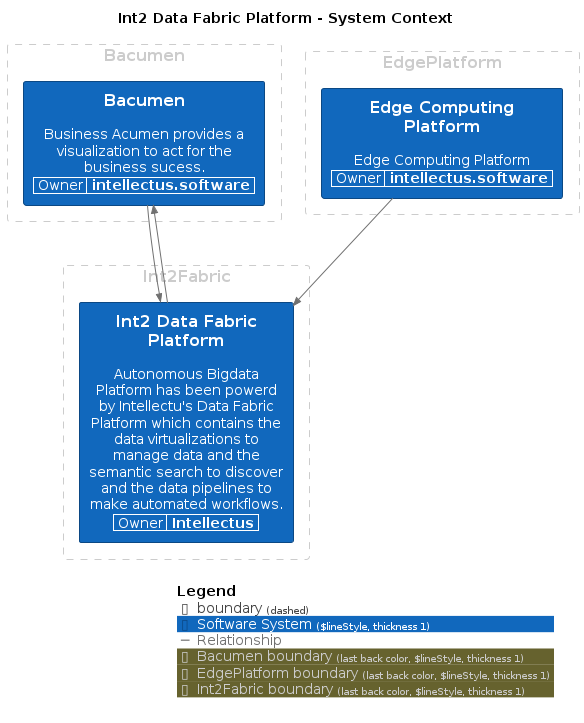 Int2 Data Fabric Platform - System Context
Bacumen
Bacumen
Business Acumen provides a
visualization to act for the
business sucess.
Owner intellectus.software
EdgePlatform
Edge Computing
Platform
Edge Computing Platform
Owner intellectus.software
Int2Fabric
Int2 Data Fabric
Platform
Autonomous Bigdata
Platform has been powerd
by Intellectu's Data Fabric
Platform which contains the
data virtualizations to
manage data and the
semantic search to discover
and the data pipelines to
make automated workflows.
Owner Intellectus
Legend
boundary (dashed)
Software System ($lineStyle, thickness 1)
Relationship
Bacumen boundary (last back color, $lineStyle, thickness 1)
EdgePlatform boundary (last back color, $lineStyle, thickness 1)
Int2Fabric boundary (last back color, $lineStyle, thickness 1)